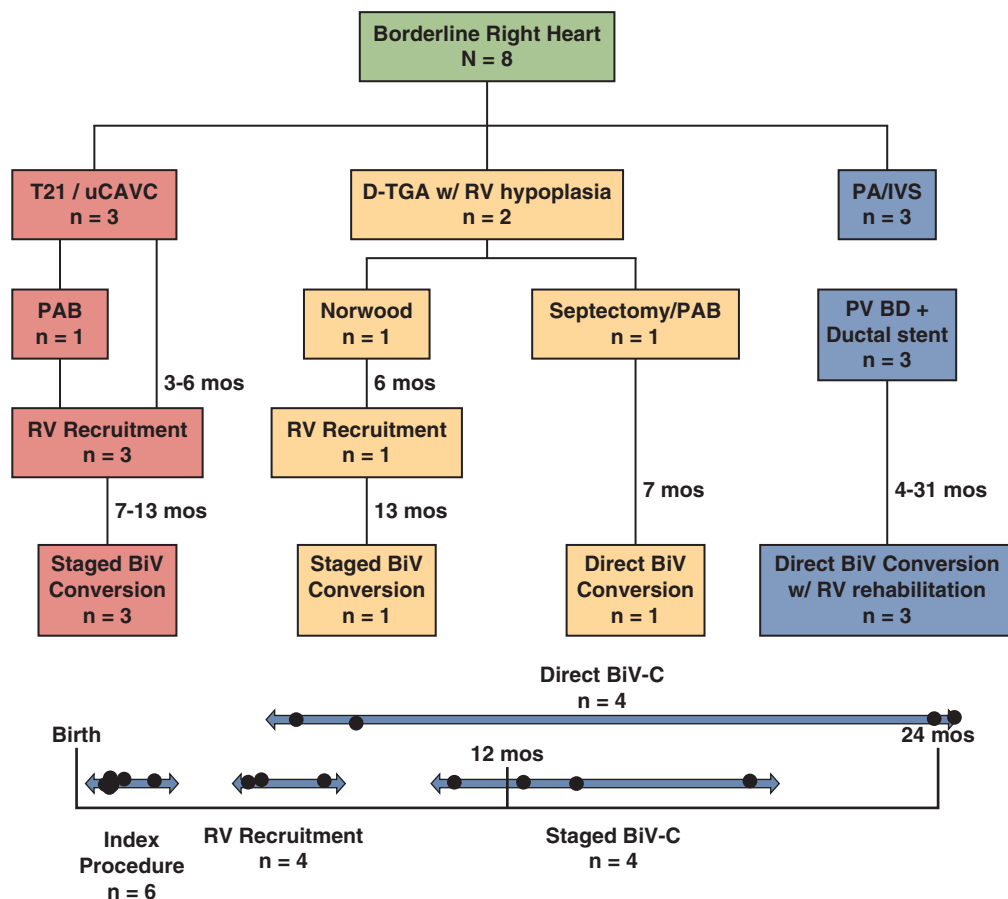 Borderline Right Heart
N = 8
T21 / uCAVC
n = 3
D-TGA w/ RV hypoplasia
n = 2
PA/IVS
n = 3
PAB
n = 1
Norwood
n = 1
Septectomy/PAB
n = 1
PV BD +
Ductal stent
n = 3
3-6 mos
6 mos
RV Recruitment
n = 3
RV Recruitment
n = 1
7-13 mos
13 mos
7 mos
4-31 mos
Staged BiV
Conversion
n = 3
Staged BiV
Conversion
n = 1
Direct BiV
Conversion
n = 1
Direct BiV Conversion
w/ RV rehabilitation
n = 3
Direct BiV-C
n = 4
Birth
12 mos
24 mos
Index
Procedure
n = 6
RV Recruitment
n = 4
Staged BiV-C
n = 4